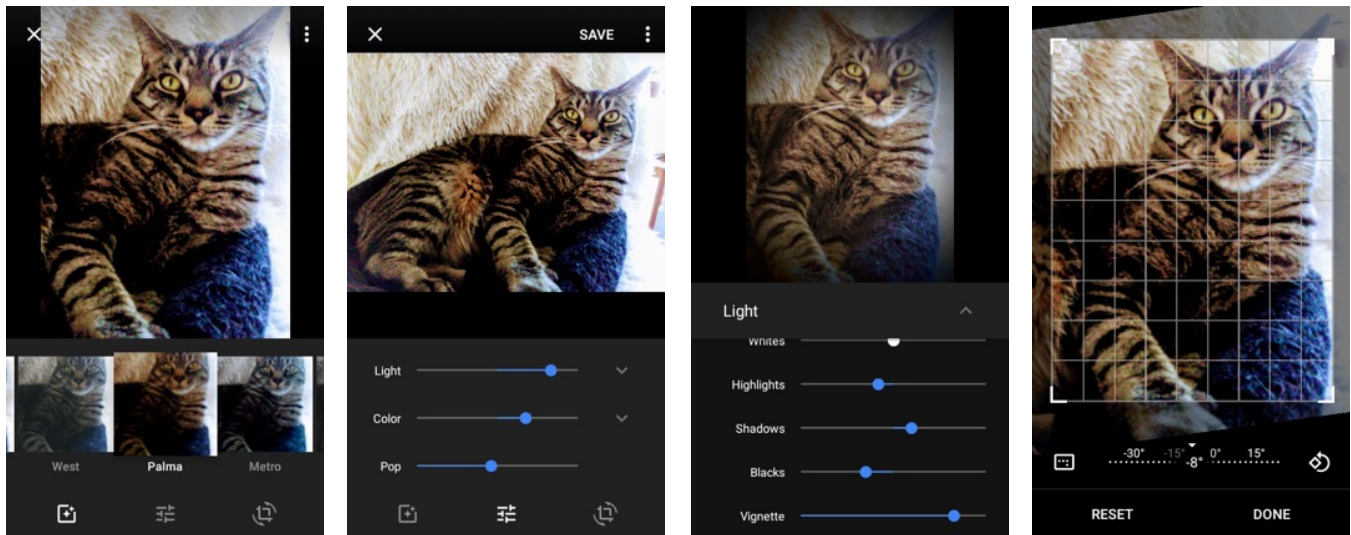 West Palma Metro
SAVE
Light
Color
Pop
Light
Whites
Highlights
Shadows
Blacks
Vignette
-30° -15° -8° 0° 15°
RESET DONE